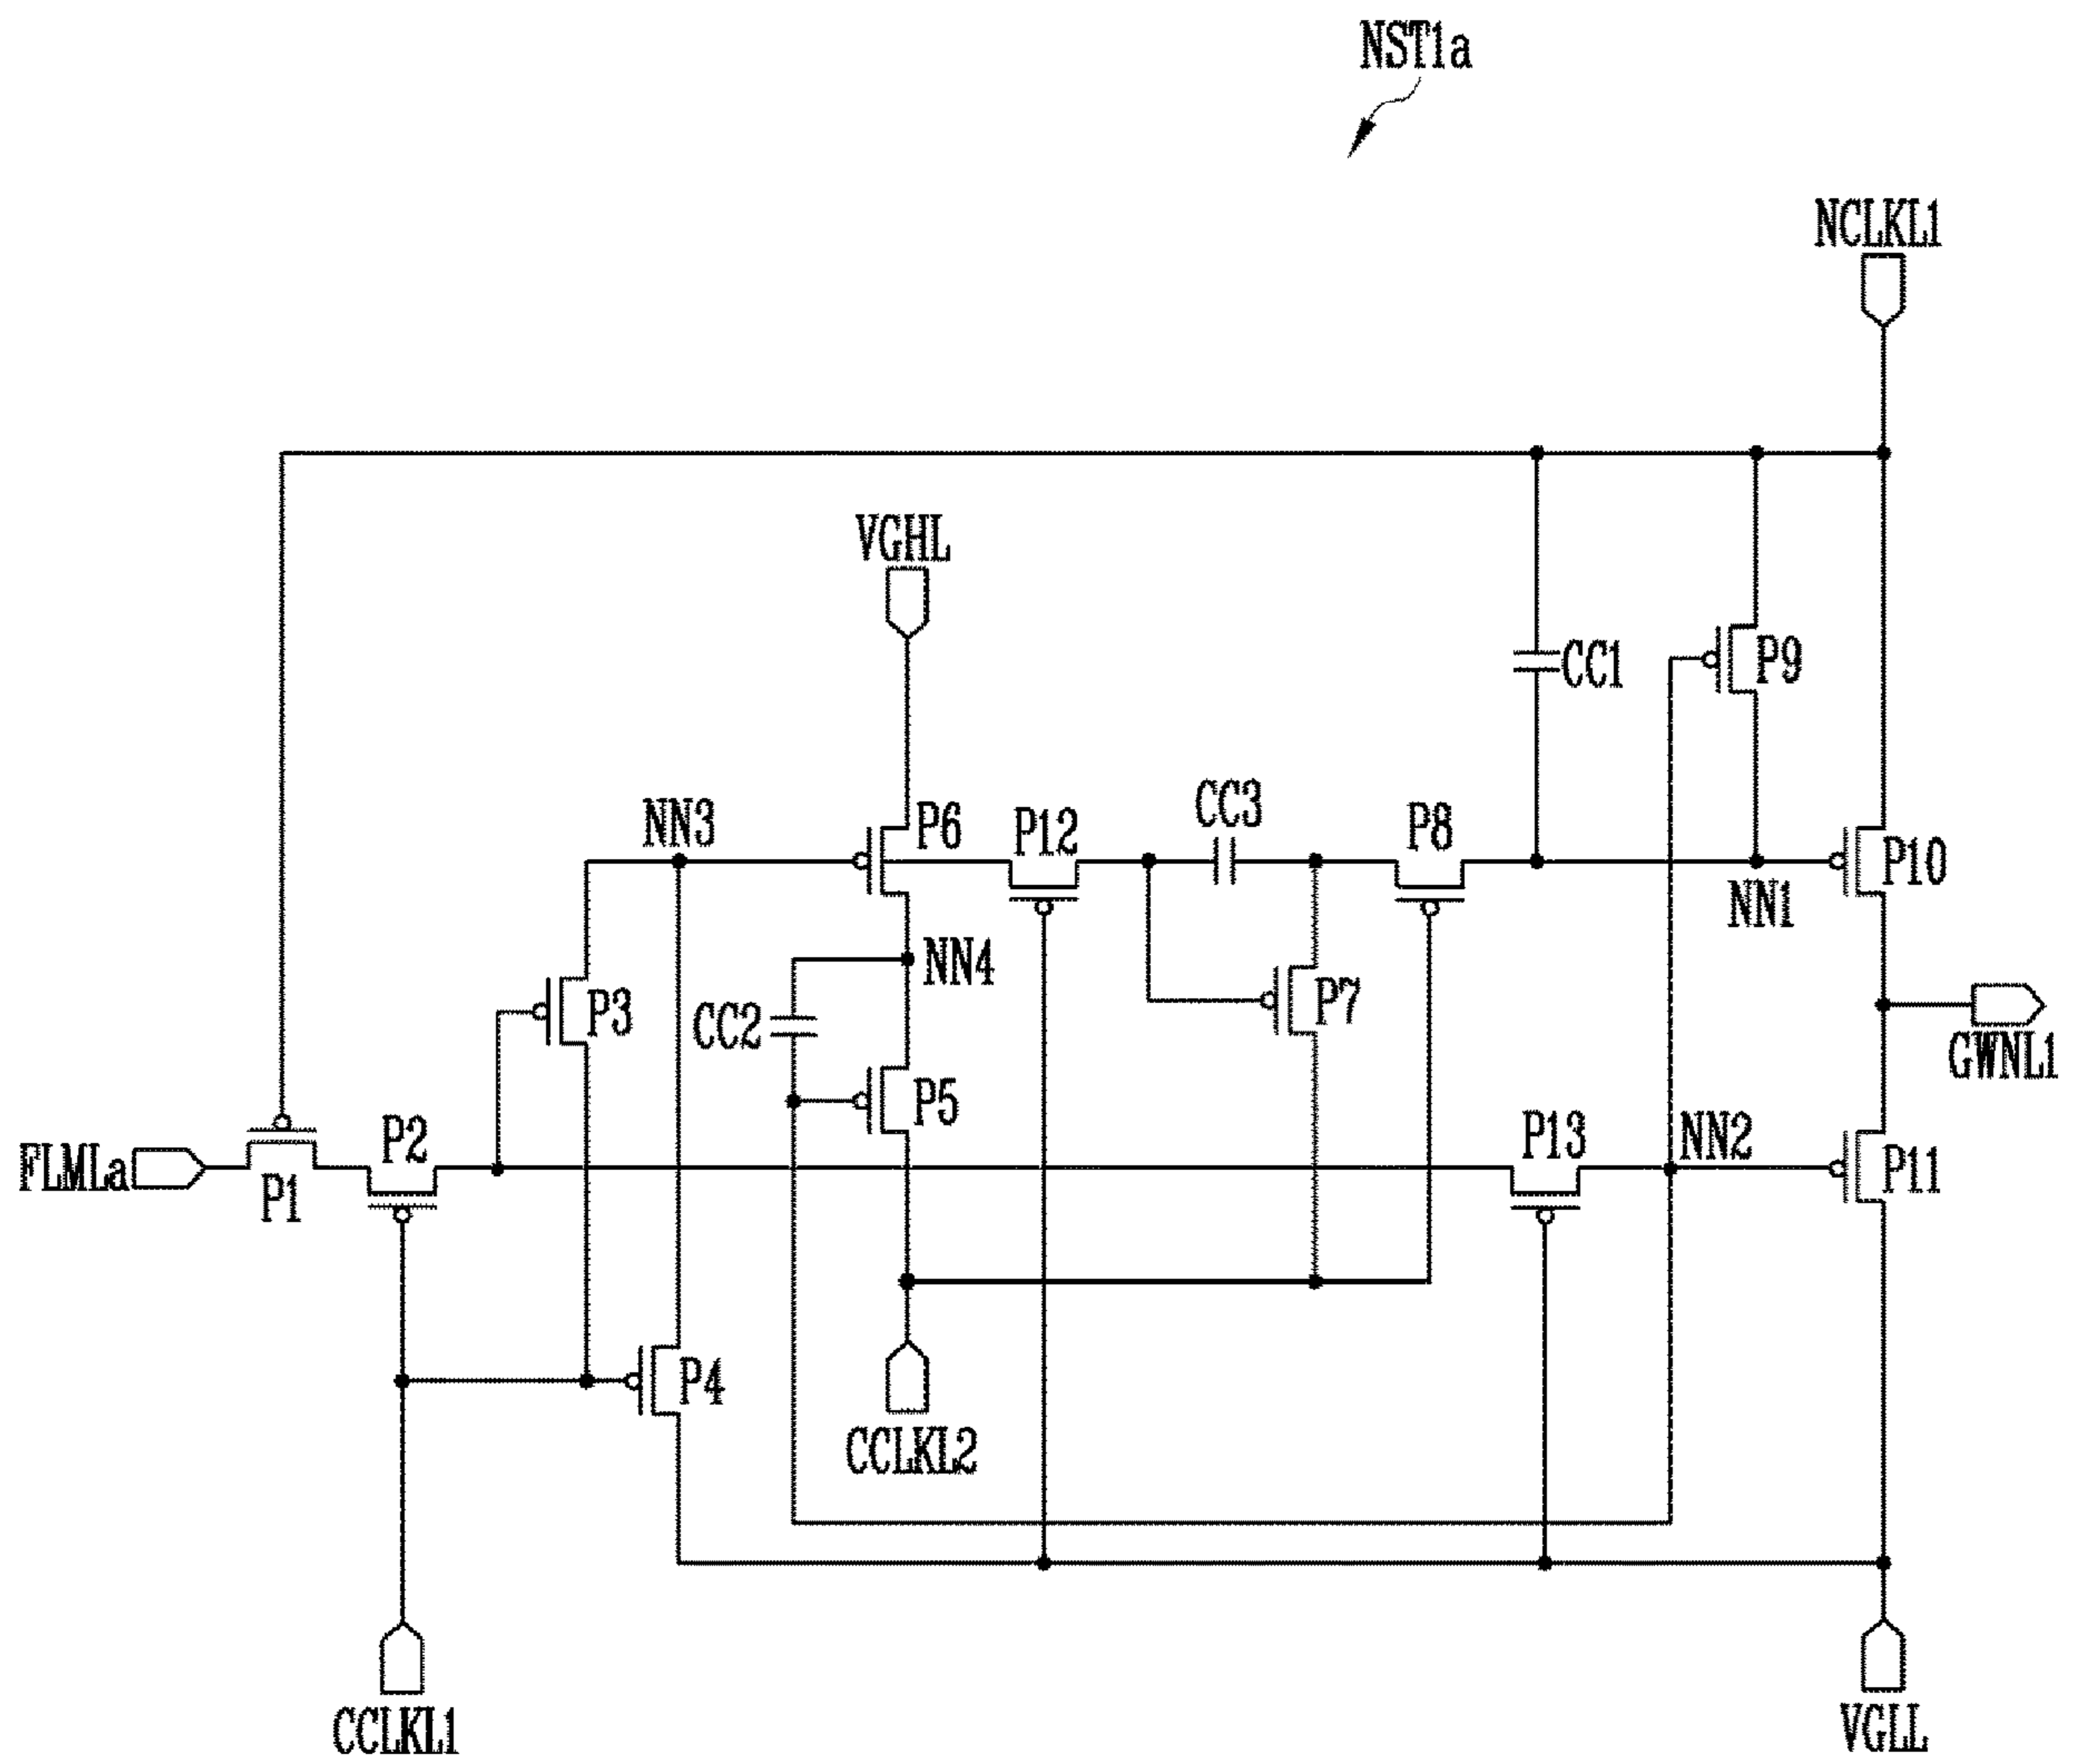 NST1a
NCLKL1
VGHL
CC1
P9
NN3
P6
P12
CC3
P8
P10
NN1
NN4
CC2
P3
P7
GWNL1
P5
FLMLa
P1
P2
P13
NN2
P11
P4
CCLKL2
CCLKL1
VGLL